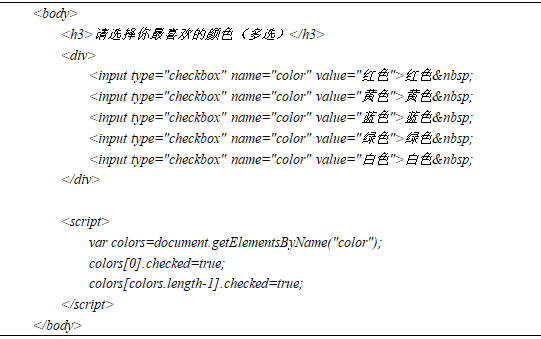 <body>
<h3>请选择你最喜欢的颜色（多选）</h3>
<div>
<input type="checkbox" name="color" value="红色">红色&nbsp;
<input type="checkbox" name="color" value="黄色">黄色&nbsp;
<input type="checkbox" name="color" value="蓝色">蓝色&nbsp;
<input type="checkbox" name="color" value="绿色">绿色&nbsp;
<input type="checkbox" name="color" value="白色">白色&nbsp;
</div>
<script>
var colors=document.getElementsByName("color");
colors[0].checked=true;
colors[colors.length-1].checked=true;
</script>
</body>